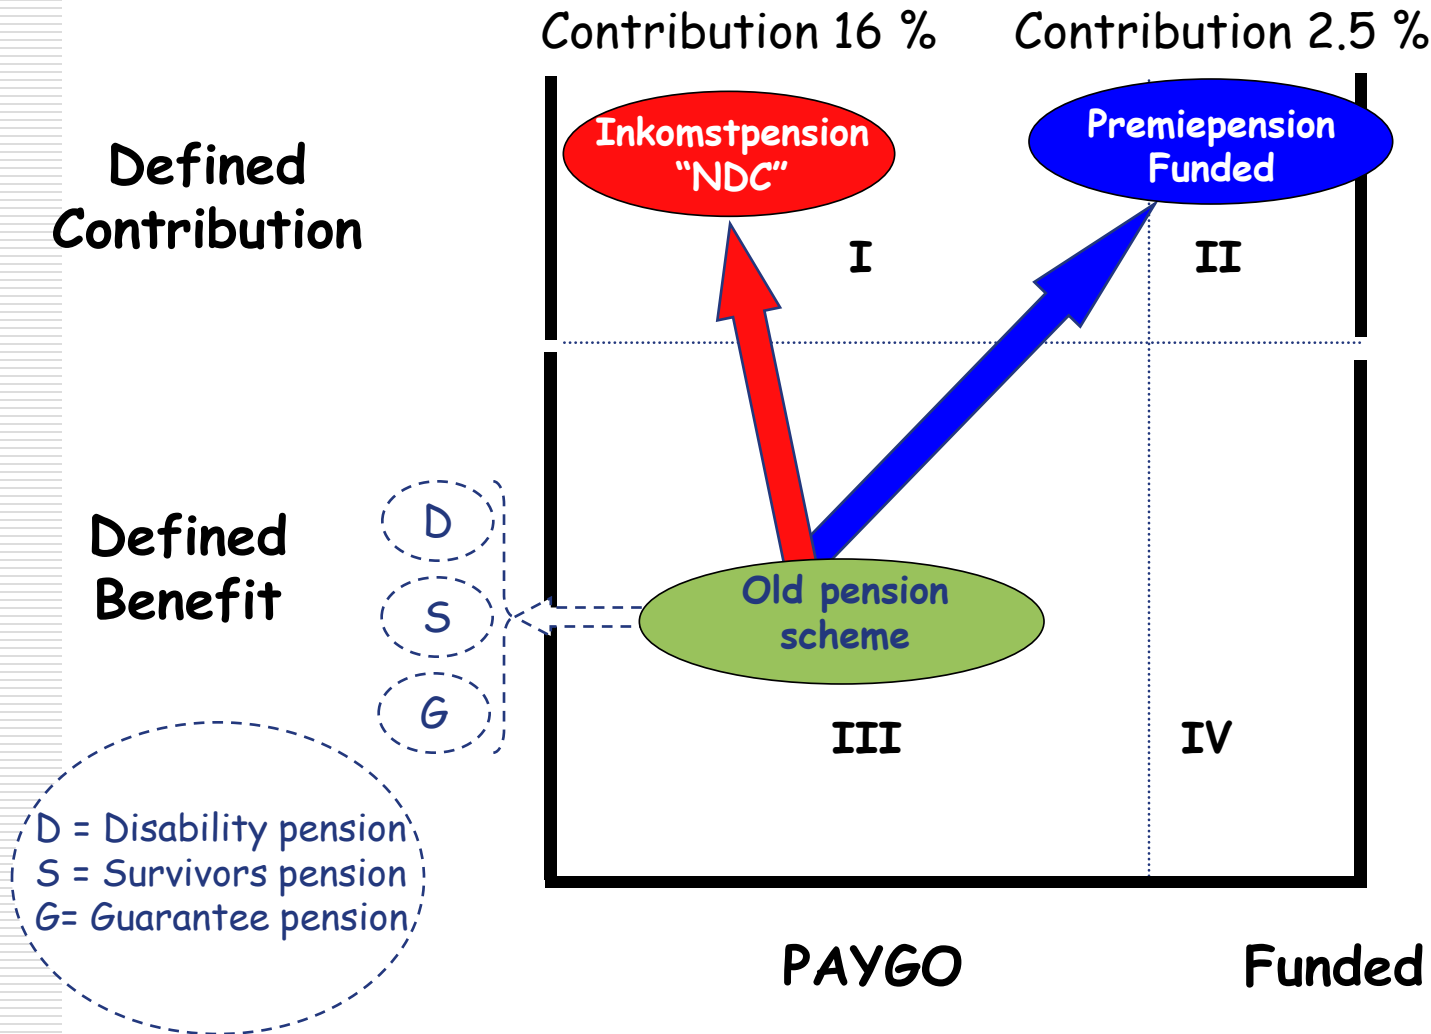 Contribution 16 %
Contribution 2.5 %
Inkomstpension
“NDC”
Premiepension
Funded
Defined
Contribution
I
II
Defined
Benefit
D
S
G
Old pension
scheme
III
IV
D = Disability pension
S = Survivors pension
G= Guarantee pension
PAYGO
Funded